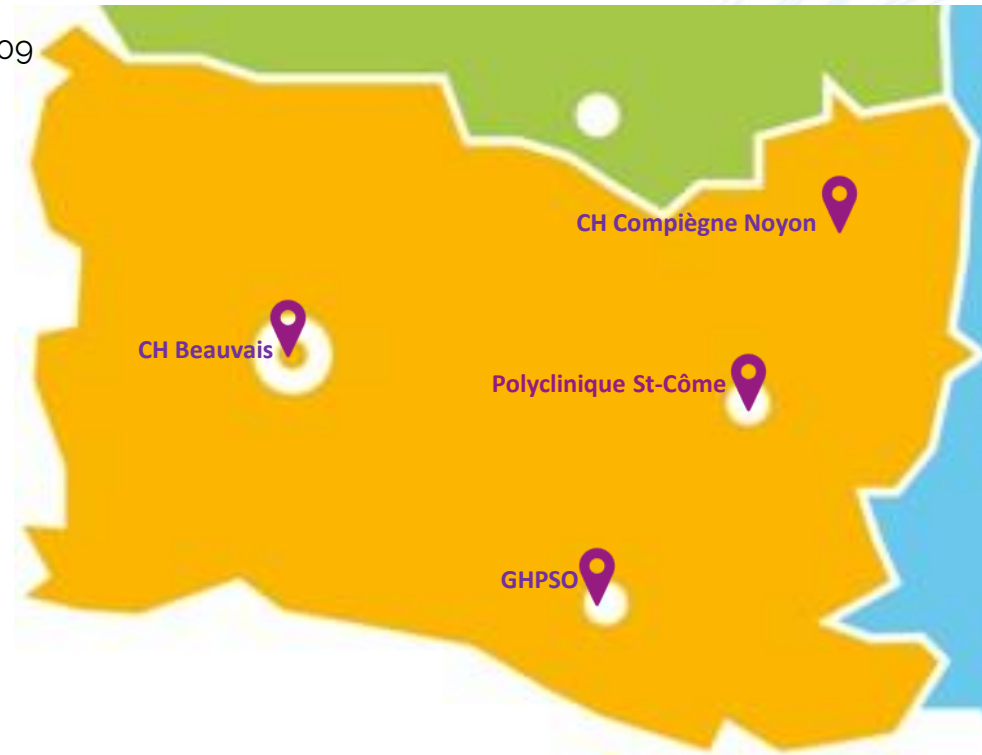 09
CH Compiègne Noyon
CH Beauvais
Polyclinique St-Côme
GHPSO